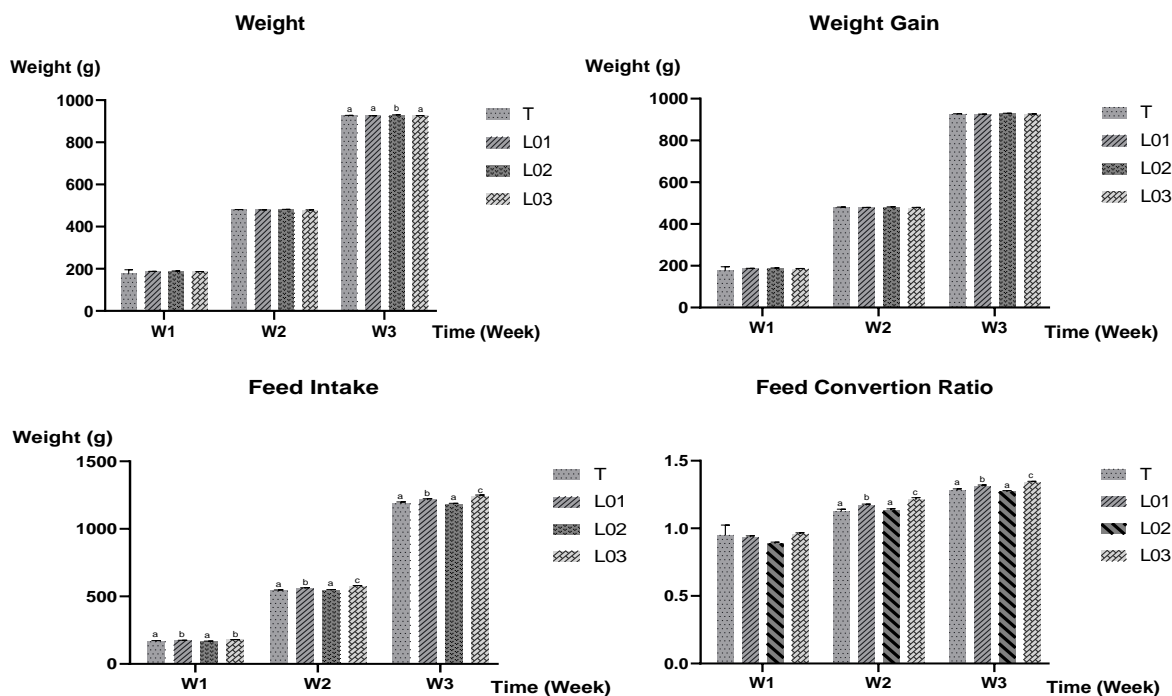 Weight
Weight (g)
1000
800
600
400
200
0
a a b a
W1 W2 W3 Time (Week)
T
L01
L02
L03
Weight Gain
Weight (g)
1000
800
600
400
200
0
W1 W2 W3 Time (Week)
T
L01
L02
L03
Feed Intake
Weight (g)
1500
1000
500
0
a b a b a b a c a b a c
W1 W2 W3 Time (Week)
T
L01
L02
L03
Feed Convertion Ratio
1.5
1.0
0.5
0.0
a b a c a b a c
W1 W2 W3 Time (Week)
T
L01
L02
L03